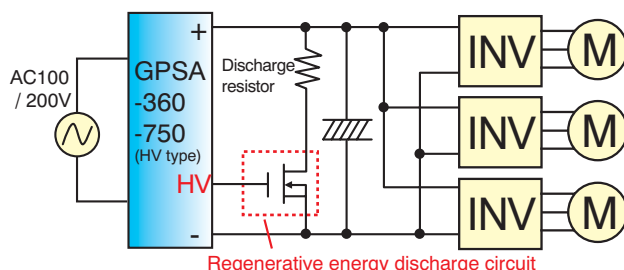 AC100
/ 200V
+
GPSA
-360
-750
(HV type)
HV
-
Discharge
resistor
INV
M
INV
M
INV
M
Regenerative energy discharge circuit